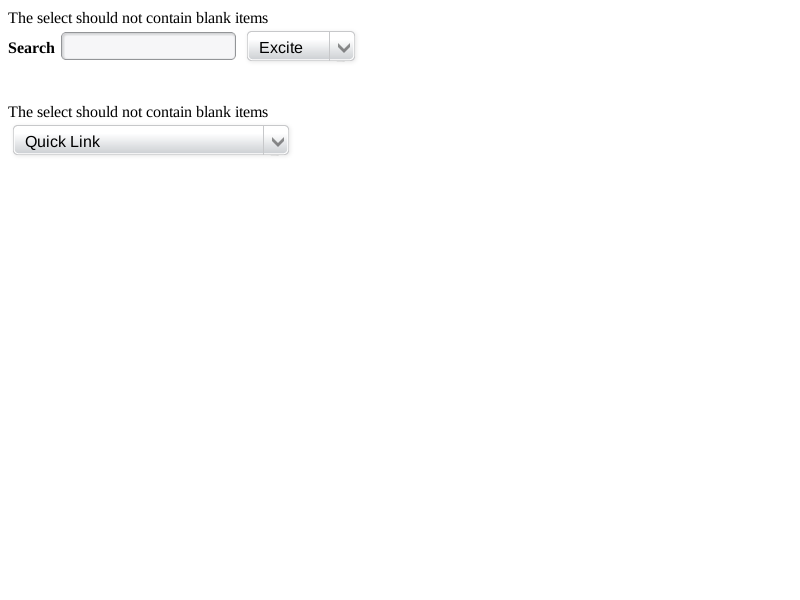 The select should not contain blank items
Search Excite
The select should not contain blank items
Quick Link